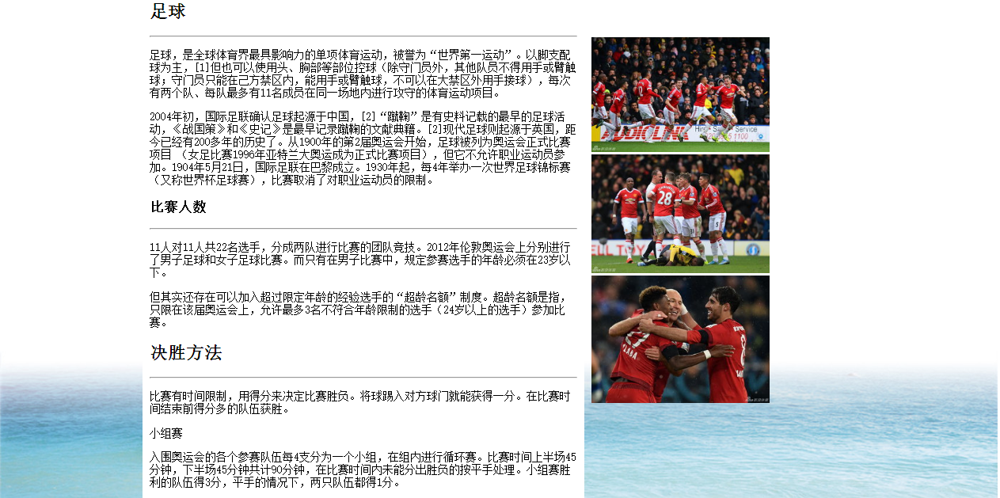 足球
足球，是全球体育界最具影响力的单项体育运动，被誉为“世界第一运动”。以脚支配
球为主，[1]但也可以使用头、胸部等部位控球（除守门员外，其他队员不得用手或臂触
球；守门员只能在己方禁区内，能用手或臂触球，不可以在大禁区外用手接球），每次
有两个队、每队最多有11名成员在同一场地内进行攻守的体育运动项目。
2004年初，国际足联确认足球起源于中国，[2]“蹴鞠”是有史料记载的最早的足球活
动，《战国策》和《史记》是最早记录蹴鞠的文献典籍。[2]现代足球则起源于英国，距
今已经有200多年的历史了。从1900年的第2届奥运会开始，足球被列为奥运会正式比赛
项目 （女足比赛1996年亚特兰大奥运成为正式比赛项目），但它不允许职业运动员参
加。1904年5月21日，国际足联在巴黎成立。1930年起，每4年举办一次世界足球锦标赛
（又称世界杯足球赛），比赛取消了对职业运动员的限制。
比赛人数
11人对11人共22名选手，分成两队进行比赛的团队竞技。2012年伦敦奥运会上分别进行
了男子足球和女子足球比赛。而只有在男子比赛中，规定参赛选手的年龄必须在23岁以
下。
但其实还存在可以加入超过限定年龄的经验选手的“超龄名额”制度。超龄名额是指，
只限在该届奥运会上，允许最多3名不符合年龄限制的选手（24岁以上的选手）参加比
赛。
决胜方法
比赛有时间限制，用得分来决定比赛胜负。将球踢入对方球门就能获得一分。在比赛时
间结束前得分多的队伍获胜。
小组赛
入围奥运会的各个参赛队伍每4支分为一个小组，在组内进行循环赛。比赛时间上半场45
分钟，下半场45分钟共计90分钟，在比赛时间内未能分出胜负的按平手处理。小组赛胜
利的队伍得3分，平手的情况下，两只队伍都得1分。
Service
1100
28
ELL TOY
5
27
ALABA
8